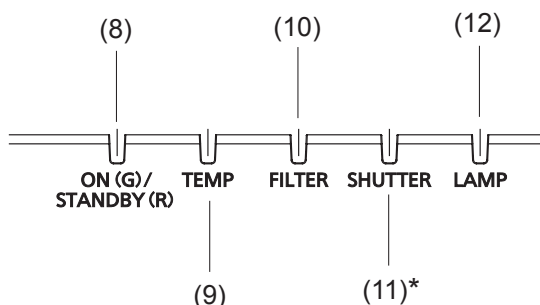 (8) (10) (12)
ON (G)/ TEMP FILTER SHUTTER LAMP
STANDBY (R)
(9) (11)*